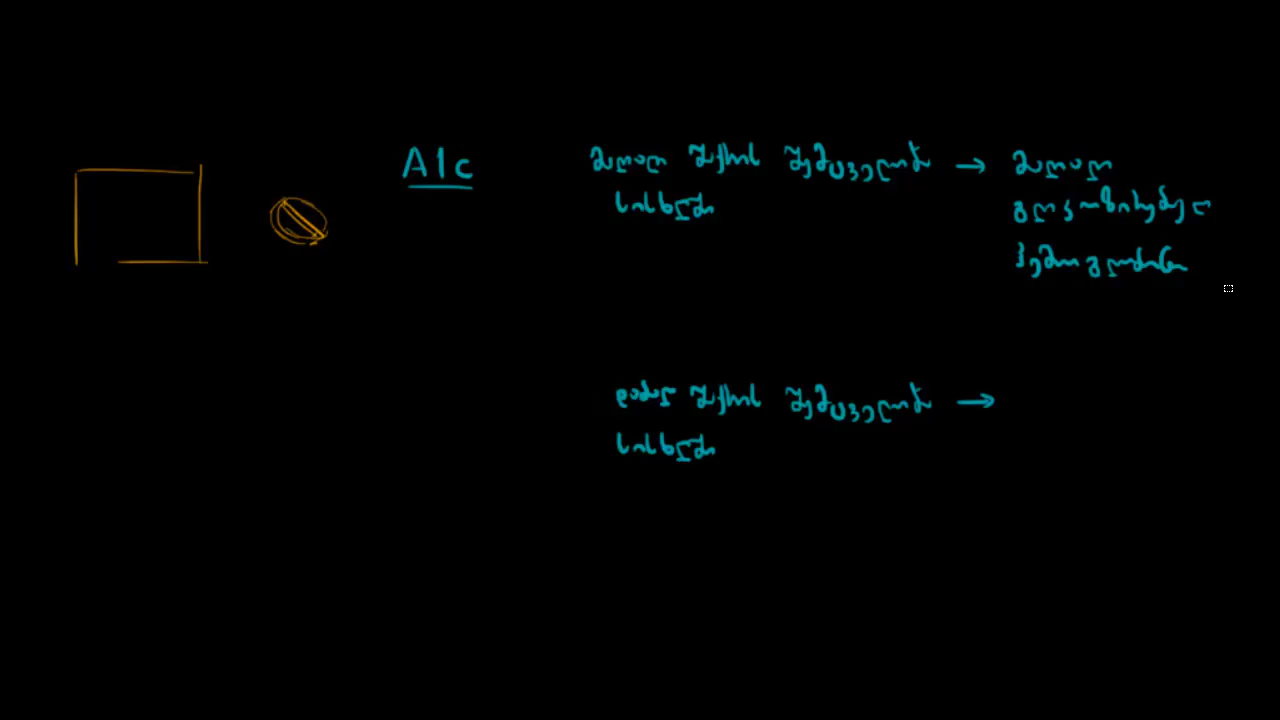 A1c
მაღალი შაქრის შემცველობა → მაღალი
სისხლში
გლიკოზირებული
ჰემოგლობინი
დაბალი შაქრის შემცველობა →
სისხლში